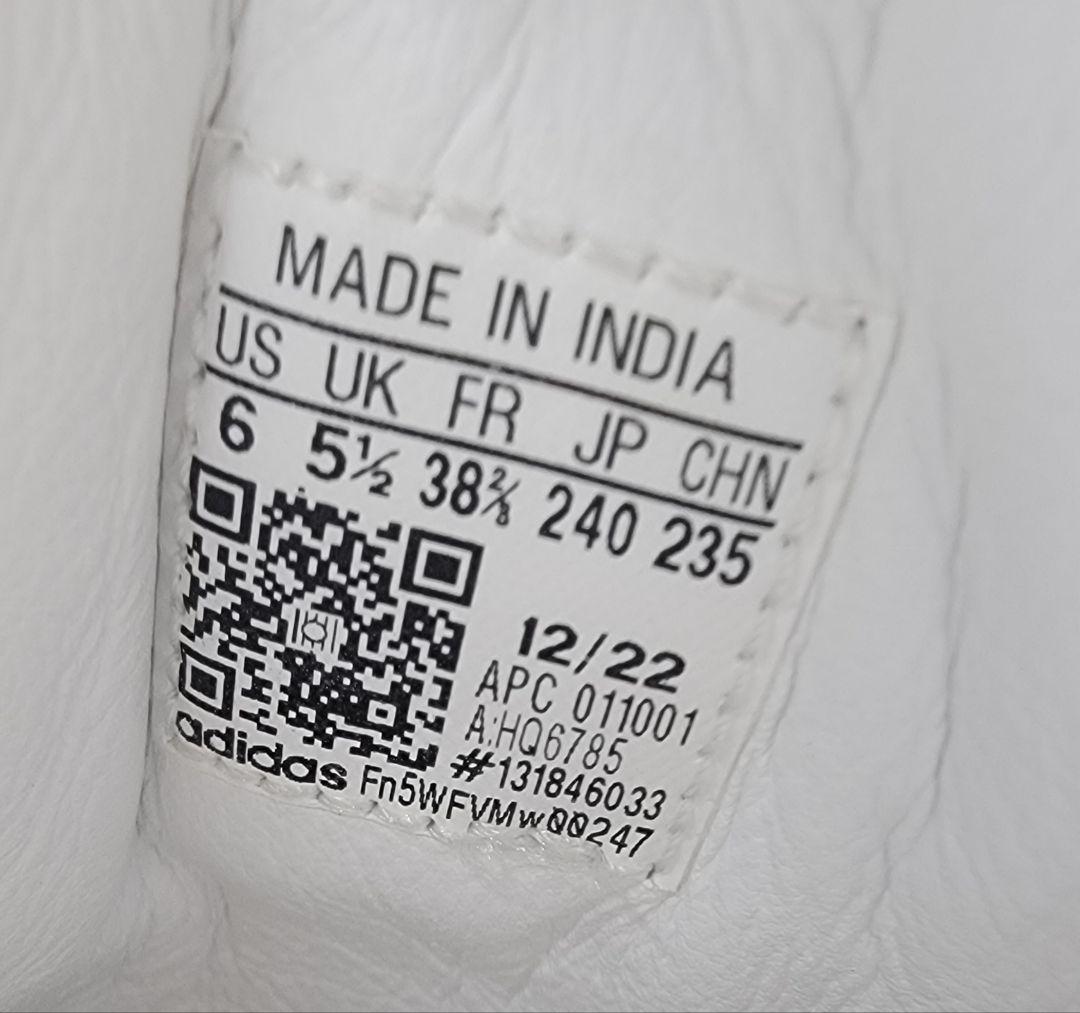 MADE IN INDIA
US UK FR JP CHN
6 5½ 38⅔ 240 235
12/22
APC 011001
A:HQ6785
#131846033
adidas Fn5WFVMw00247